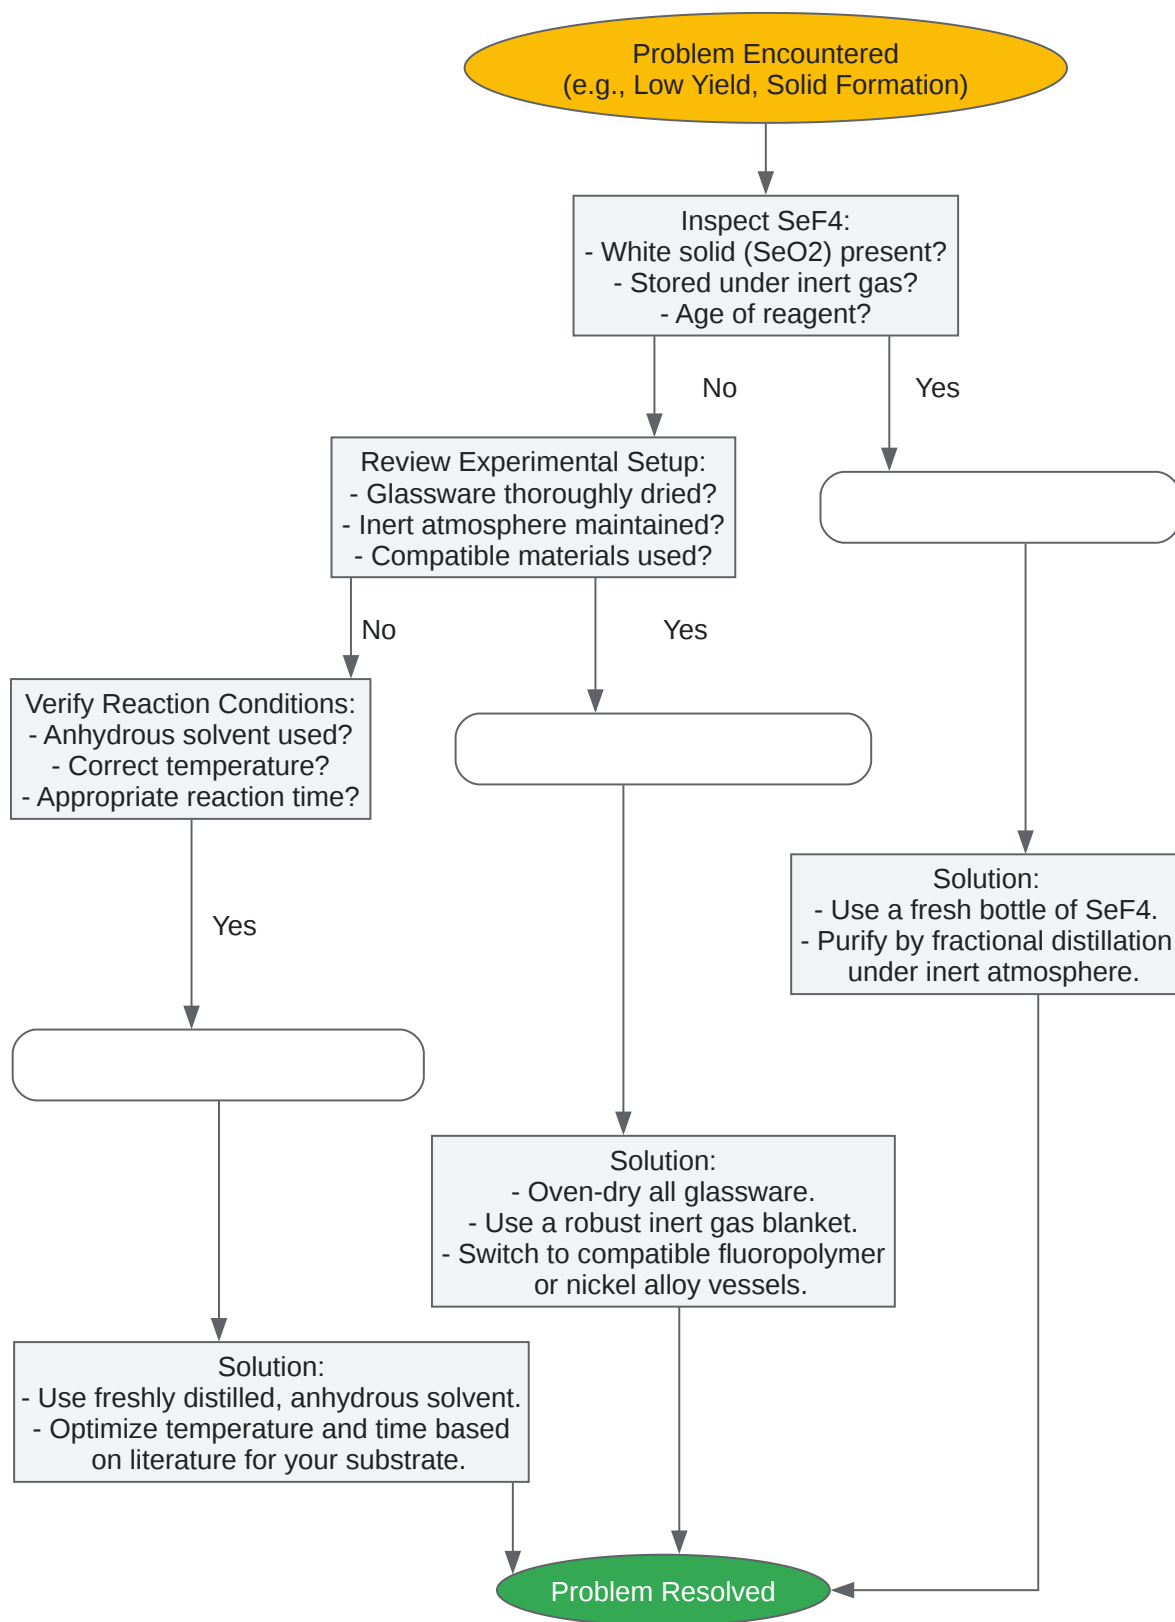 Problem Encountered
(e.g., Low Yield, Solid Formation)
Inspect SeF4:
- White solid (SeO2) present?
- Stored under inert gas?
- Age of reagent?
No
Yes
Review Experimental Setup:
- Glassware thoroughly dried?
- Inert atmosphere maintained?
- Compatible materials used?
No
Yes
Verify Reaction Conditions:
- Anhydrous solvent used?
- Correct temperature?
- Appropriate reaction time?
Yes
Solution:
- Use a fresh bottle of SeF4.
- Purify by fractional distillation
under inert atmosphere.
Solution:
- Oven-dry all glassware.
- Use a robust inert gas blanket.
- Switch to compatible fluoropolymer
or nickel alloy vessels.
Solution:
- Use freshly distilled, anhydrous solvent.
- Optimize temperature and time based
on literature for your substrate.
Problem Resolved